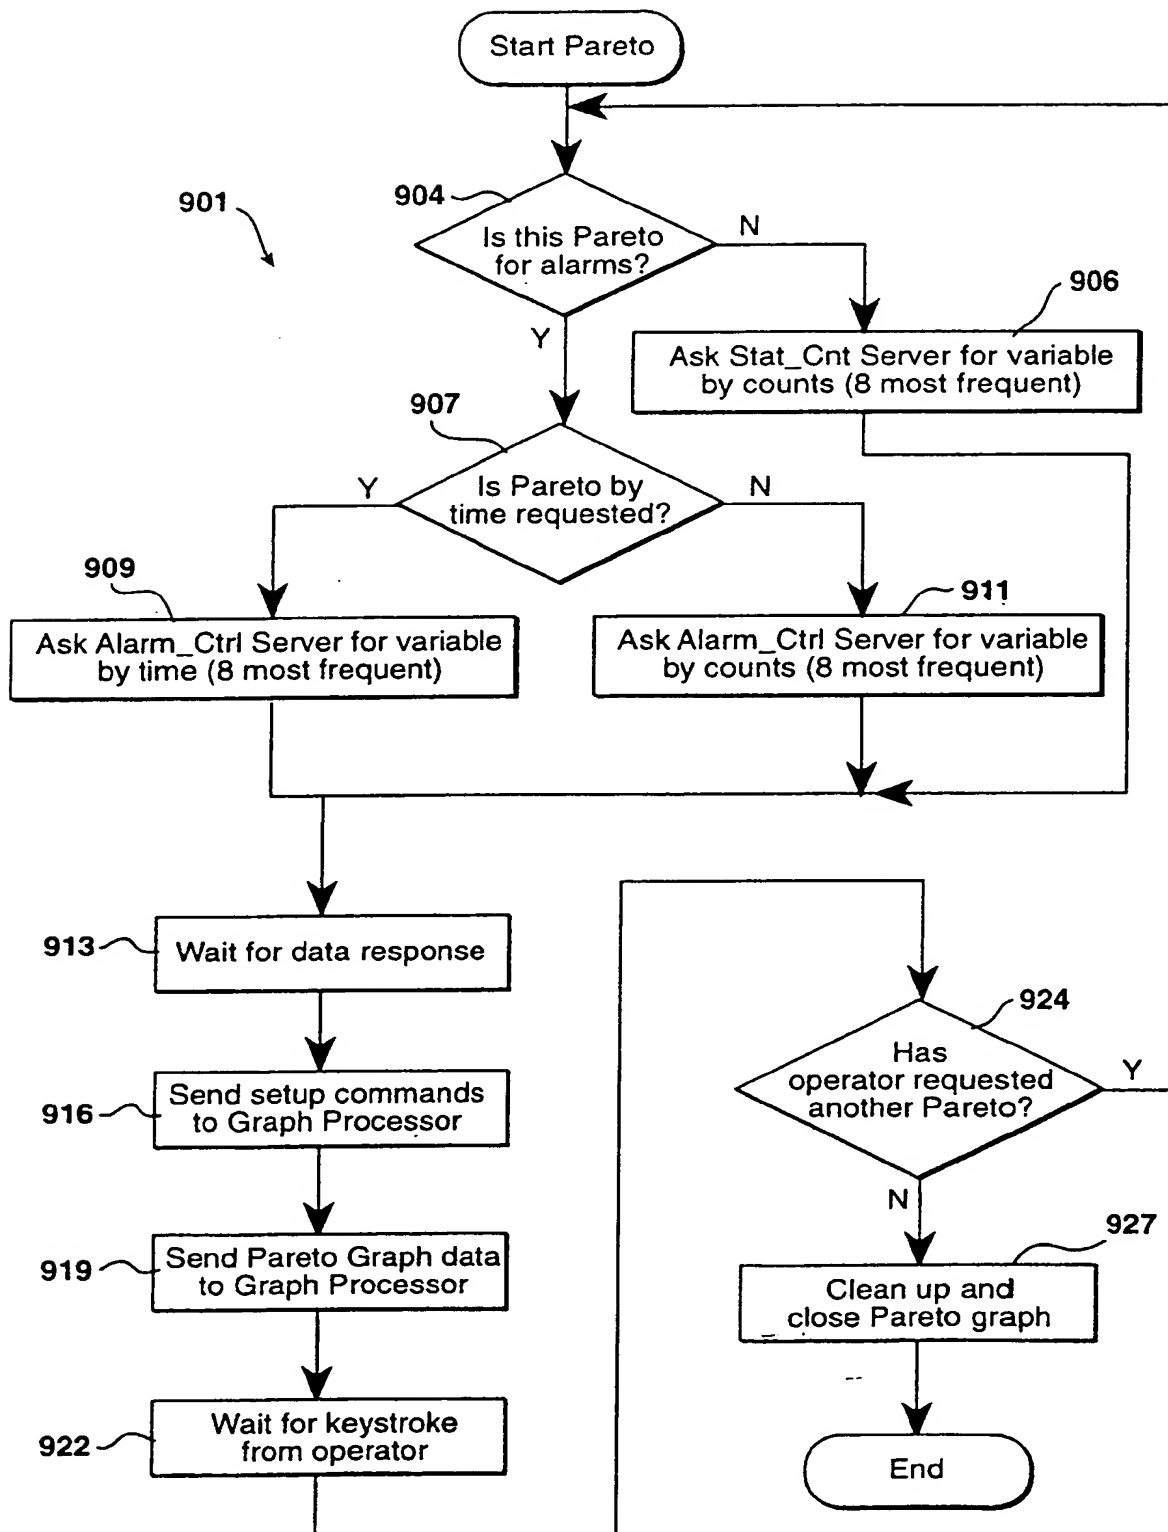 Start Pareto
901
904
Is this Pareto
for alarms?
N
Y
906
Ask Stat_Cnt Server for variable
by counts (8 most frequent)
907
Is Pareto by
time requested?
Y
N
909
Ask Alarm_Ctrl Server for variable
by time (8 most frequent)
911
Ask Alarm_Ctrl Server for variable
by counts (8 most frequent)
913
Wait for data response
916
Send setup commands
to Graph Processor
919
Send Pareto Graph data
to Graph Processor
922
Wait for keystroke
from operator
924
Has
operator requested
another Pareto?
Y
N
927
Clean up and
close Pareto graph
End